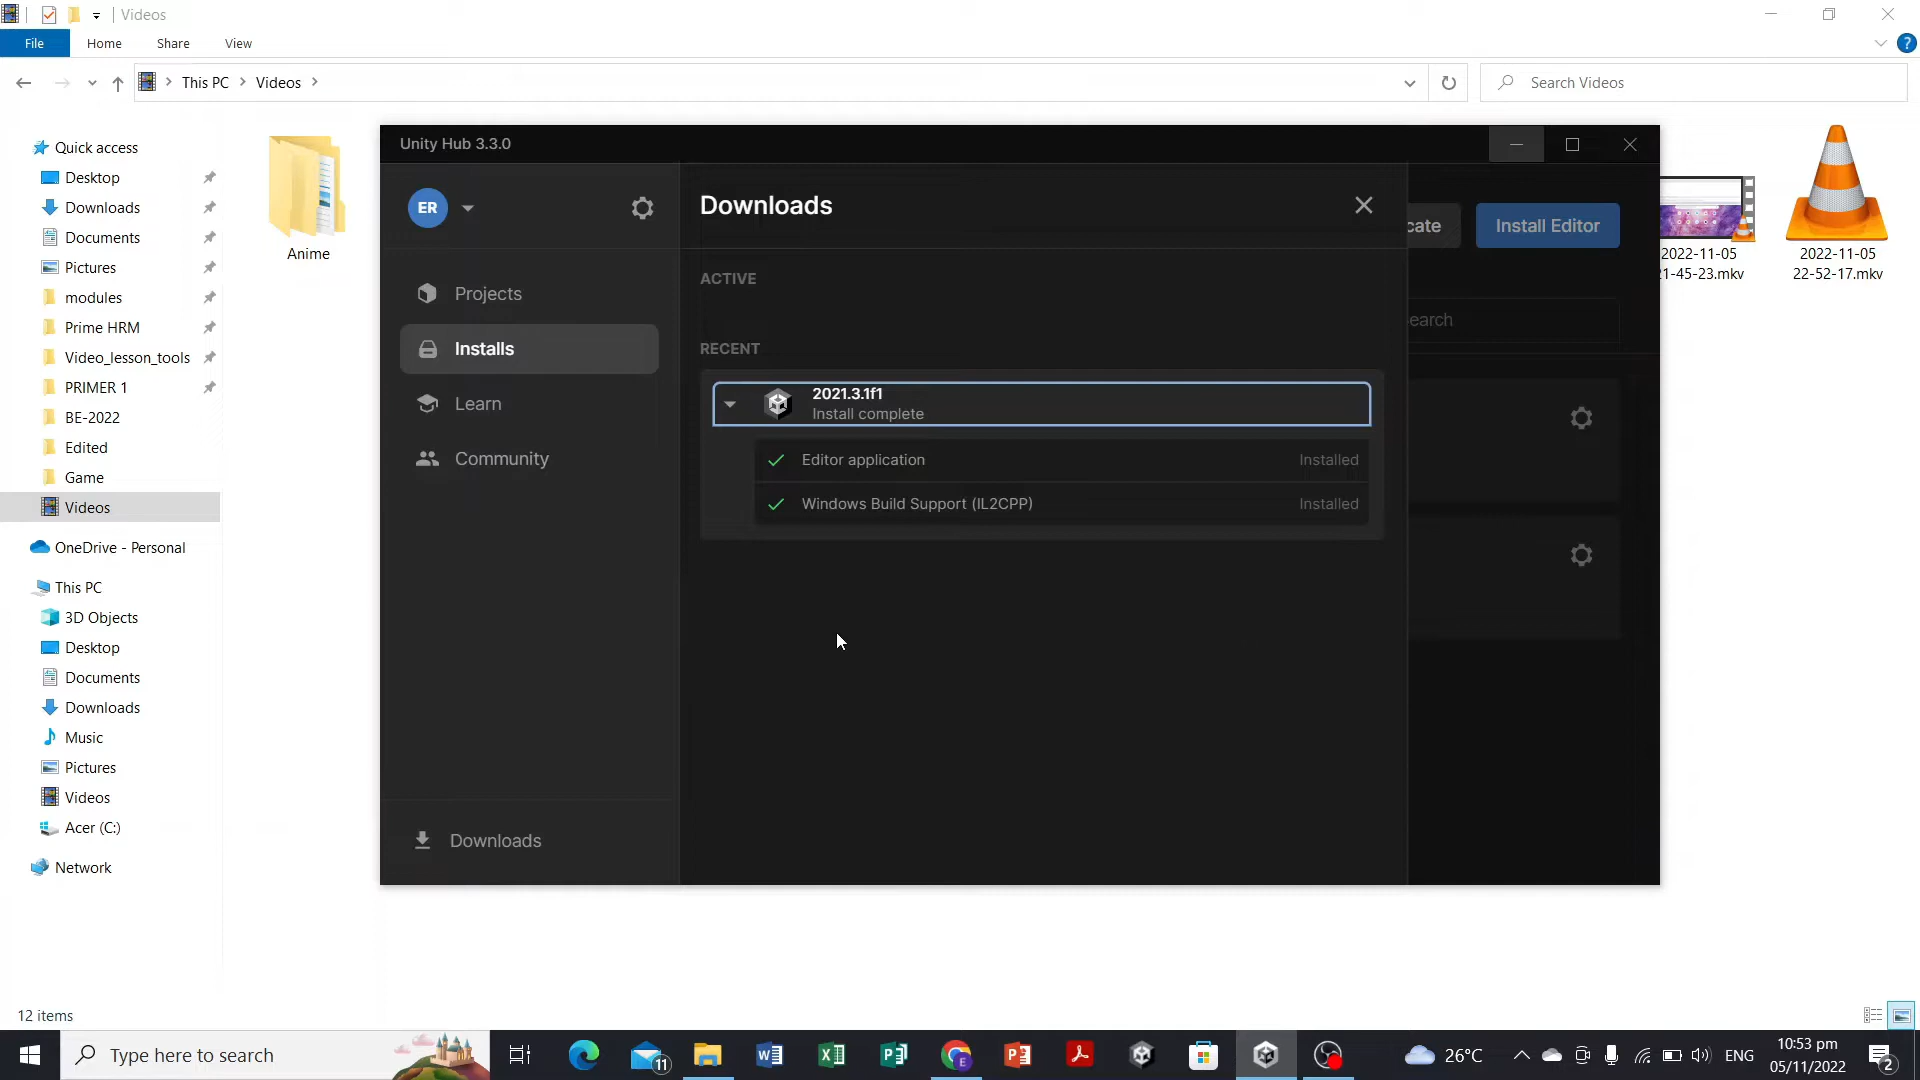 Videos
File
Home
Share
View
?
This PC
Videos
Search Videos
Quick access
Desktop
Downloads
Documents
Pictures
modules
Prime HRM
Video_lesson_tools
PRIMER 1
BE-2022
Edited
Game
Videos
OneDrive - Personal
This PC
3D Objects
Desktop
Documents
Downloads
Music
Pictures
Videos
Acer (C:)
Network
Anime
Unity Hub 3.3.0
ER
Projects
Installs
Learn
Community
Downloads
Downloads
ACTIVE
RECENT
2021.3.1f1
Install complete
Editor application
Installed
Windows Build Support (IL2CPP)
Installed
cate
Install Editor
earch
2022-11-05
1-45-23.mkv
2022-11-05
22-52-17.mkv
12 items
Type here to search
11
26°C
ENG
10:53 pm
05/11/2022
2